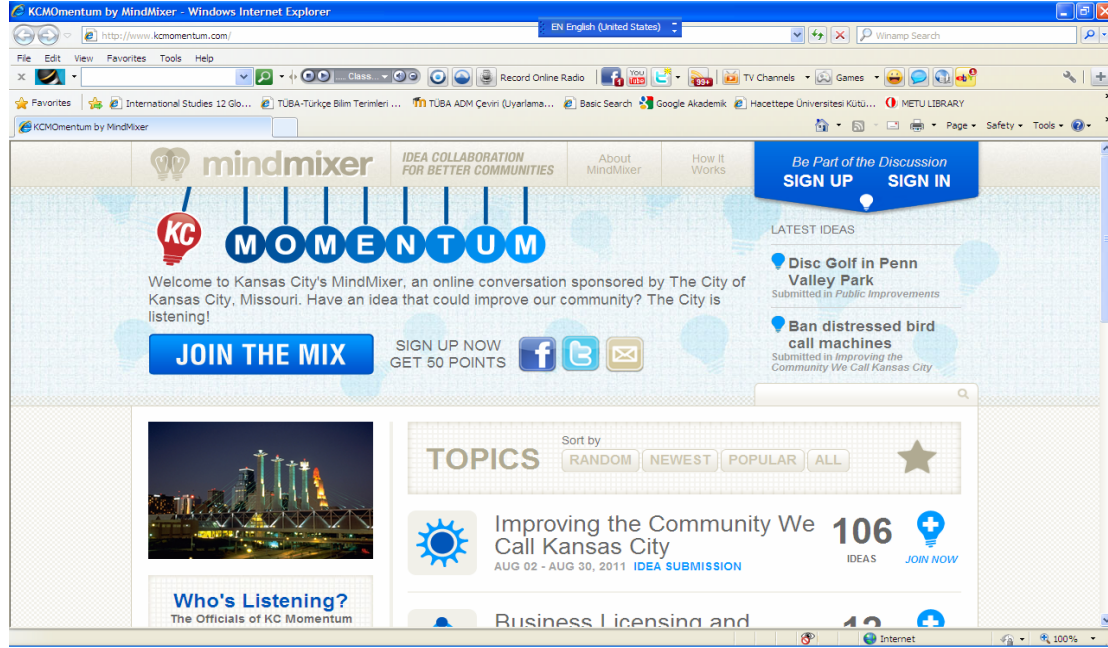 KCMOmentum by MindMixer - Windows Internet Explorer
EN English (United States)
http://www.kcmomentum.com/
Winamp Search
File Edit View Favorites Tools Help
.... Class...
Record Online Radio
You Tube
999+
TV Channels
Games
Favorites
International Studies 12 Glo...
TÜBA-Türkçe Bilim Terimleri ...
TÜBA ADM Çeviri (Uyarlama...
Basic Search
Google Akademik
Hacettepe Üniversitesi Kütü...
METU LIBRARY
KCMOmentum by MindMixer
Page Safety Tools
mindmixer
IDEA COLLABORATION
FOR BETTER COMMUNITIES
About
MindMixer
How It
Works
Be Part of the Discussion
SIGN UP SIGN IN
KC MOMENTUM
Welcome to Kansas City's MindMixer, an online conversation sponsored by The City of
Kansas City, Missouri. Have an idea that could improve our community? The City is
listening!
JOIN THE MIX
SIGN UP NOW
GET 50 POINTS
LATEST IDEAS
Disc Golf in Penn
Valley Park
Submitted in Public Improvements
Ban distressed bird
call machines
Submitted in Improving the
Community We Call Kansas City
TOPICS
Sort by
RANDOM NEWEST POPULAR ALL
Improving the Community We
Call Kansas City
AUG 02 - AUG 30, 2011 IDEA SUBMISSION
106
IDEAS
JOIN NOW
Who's Listening?
The Officials of KC Momentum
Business Licensing and
12
Internet
100%